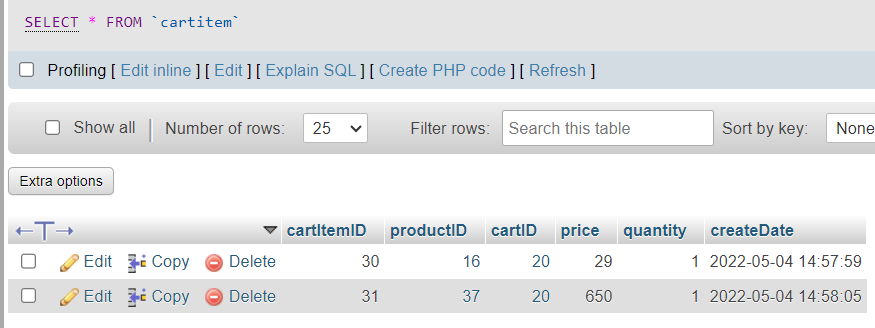 SELECT * FROM `cartitem`
Profiling [ Edit inline ] [ Edit ] [ Explain SQL ] [ Create PHP code ] [ Refresh ]
Show all Number of rows: 25 Filter rows: Search this table Sort by key: None
Extra options
cartItemID productID cartID price quantity createDate
Edit Copy Delete 30 16 20 29 1 2022-05-04 14:57:59
Edit Copy Delete 31 37 20 650 1 2022-05-04 14:58:05